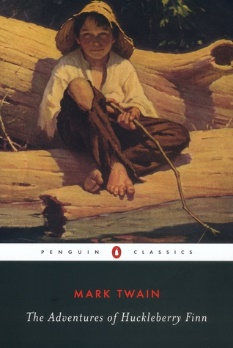 PENGUIN CLASSICS
MARK TWAIN
The Adventures of Huckleberry Finn